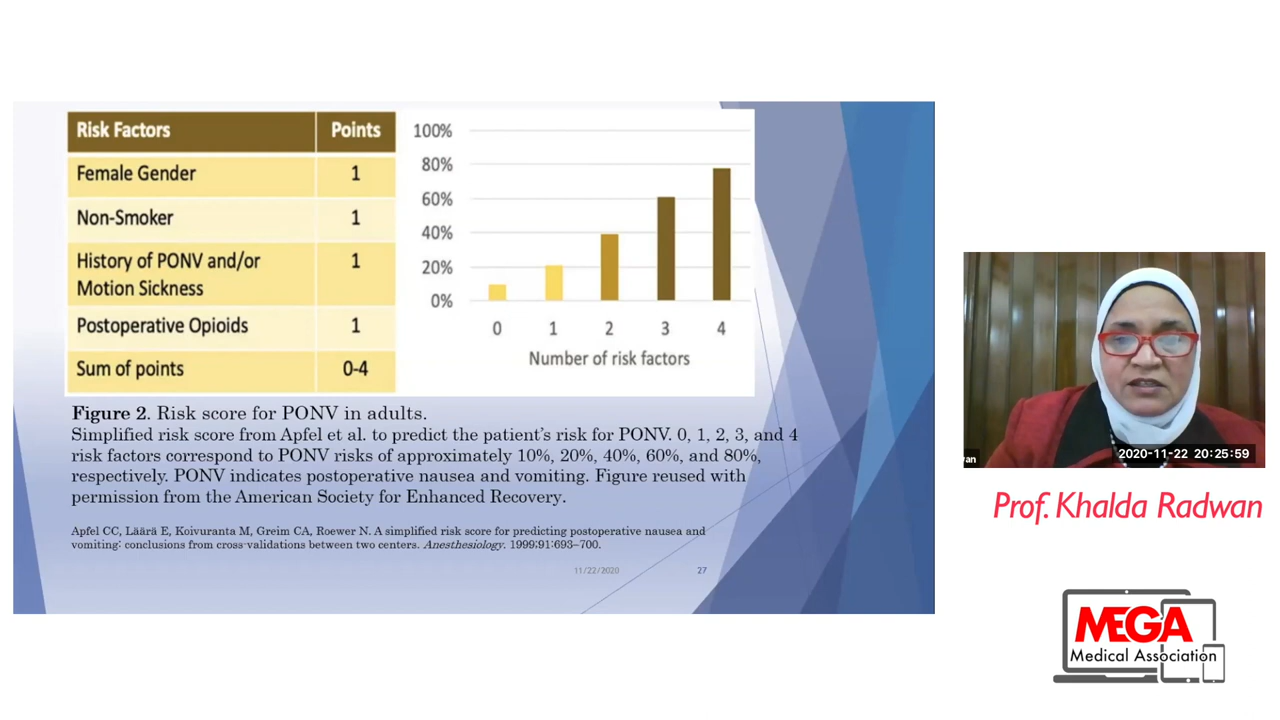 Risk Factors Points
Female Gender 1
Non-Smoker 1
History of PONV and/or 1
Motion Sickness
Postoperative Opioids 1
Sum of points 0-4
100%
80%
60%
40%
20%
0%
0 1 2 3 4
Number of risk factors
Figure 2. Risk score for PONV in adults.
Simplified risk score from Apfel et al. to predict the patient's risk for PONV. 0, 1, 2, 3, and 4
risk factors correspond to PONV risks of approximately 10%, 20%, 40%, 60%, and 80%,
respectively. PONV indicates postoperative nausea and vomiting. Figure reused with
permission from the American Society for Enhanced Recovery.
Apfel CC, Läärä E, Koivuranta M, Greim CA, Roewer N. A simplified risk score for predicting postoperative nausea and
vomiting: conclusions from cross-validations between two centers. Anesthesiology. 1999;91:693–700.
11/22/2020 27
2020-11-22 20:25:59
Prof. Khalda Radwan
MEGA
Medical Association